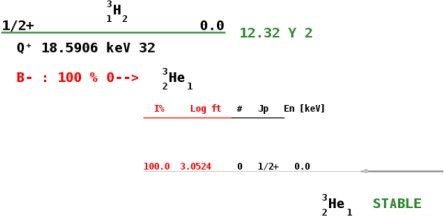 ³₁H₂
1/2+ 0.0 12.32 Y 2
Q⁺ 18.5906 keV 32
B- : 100 % 0--> ³₂He₁
I% Log ft # Jp En [keV]
100.0 3.0524 0 1/2+ 0.0
³₂He₁ STABLE